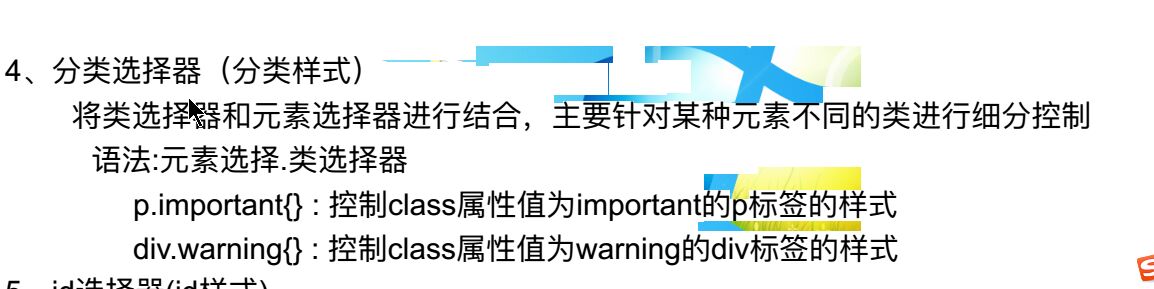 4、分类选择器（分类样式）
将类选择器和元素选择器进行结合，主要针对某种元素不同的类进行细分控制
语法:元素选择.类选择器
p.important{} : 控制class属性值为important的p标签的样式
div.warning{} : 控制class属性值为warning的div标签的样式
5、id选择器(id样式)